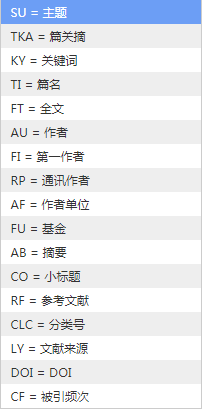 SU = 主题
TKA = 篇关摘
KY = 关键词
TI = 篇名
FT = 全文
AU = 作者
FI = 第一作者
RP = 通讯作者
AF = 作者单位
FU = 基金
AB = 摘要
CO = 小标题
RF = 参考文献
CLC = 分类号
LY = 文献来源
DOI = DOI
CF = 被引频次